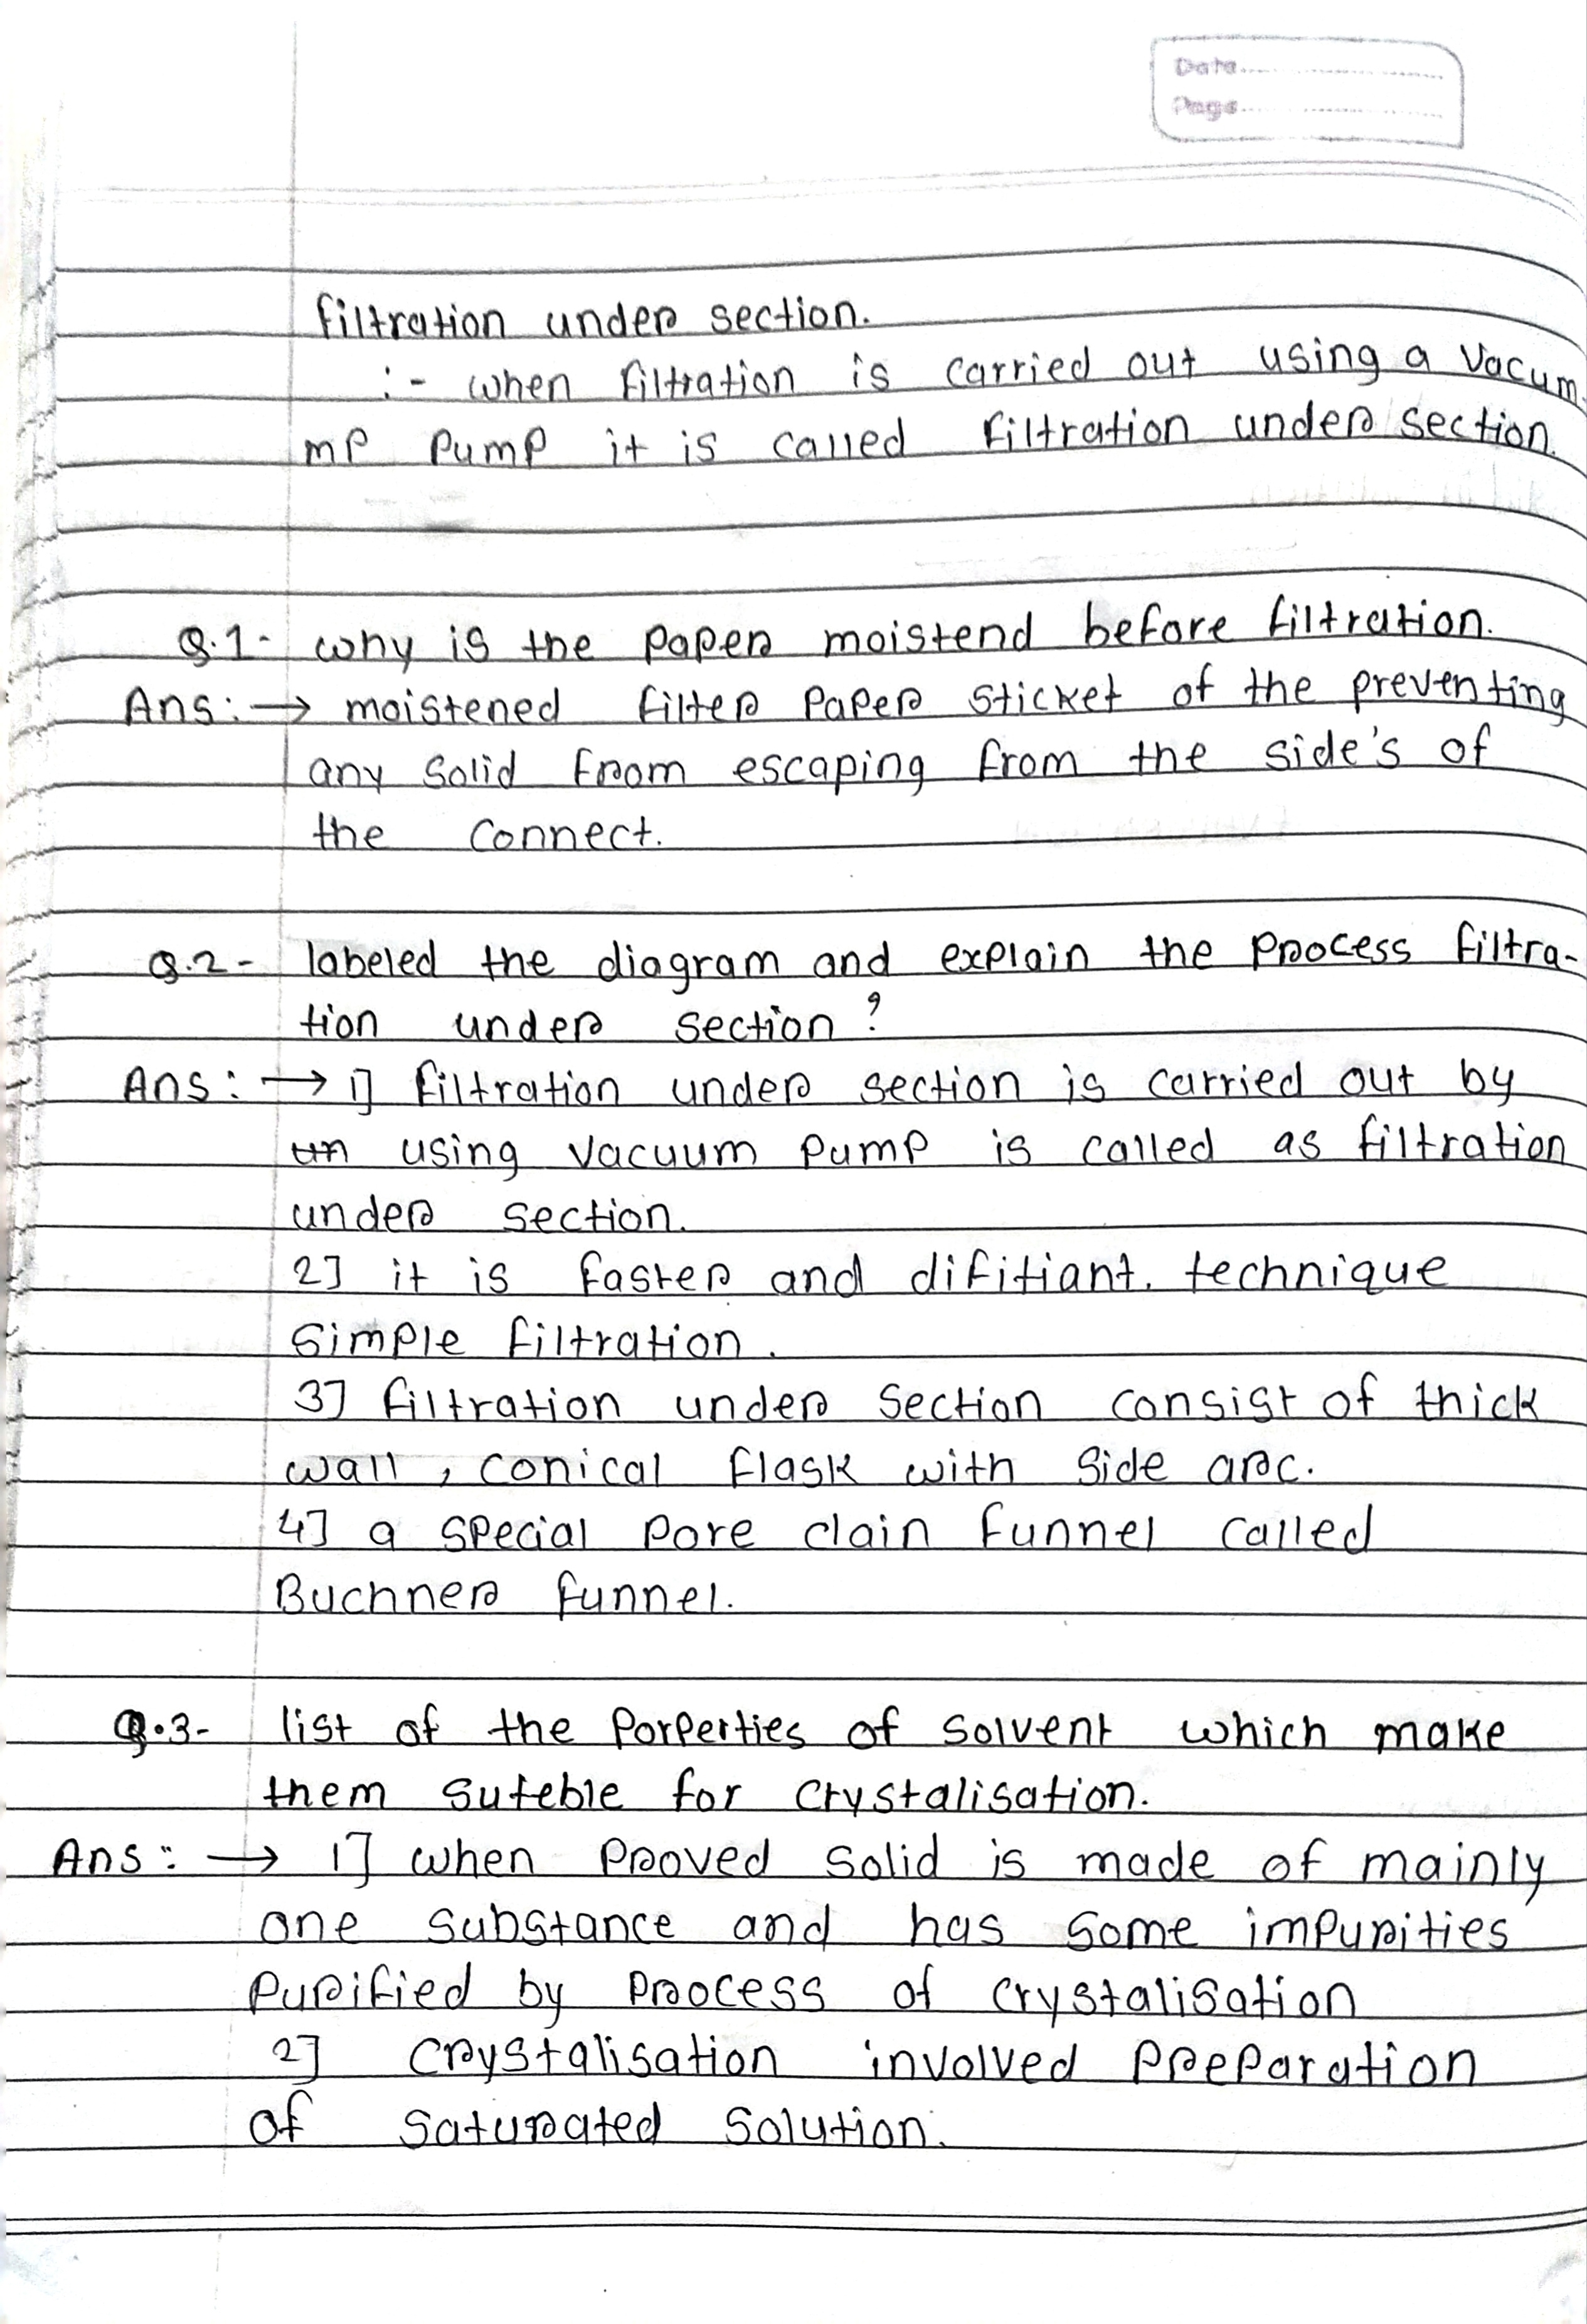 Date
Page
filtration under section.
:- when filtration is carried out using a vacum
mp pump it is called filtration under section.
Q.1- why is the paper moistend before filtration.
Ans:→ moistened filter paper sticket of the preventing
any solid from escaping from the side's of
the connect.
Q.2- labeled the diagram and explain the process filtra-
tion under section?
Ans:→ 1] filtration under section is carried out by
using vacuum pump is called as filtration
under section.
2] it is faster and difitiant. technique
simple filtration.
3] filtration under section consist of thick
wall, conical flask with side arc.
4] a special pore clain funnel called
Buchner funnel.
Q.3- list of the porperties of solvent which make
them suteble for crystalisation.
Ans:→ 1] when proved solid is made of mainly
one substance and has some impurities
purified by process of crystalisation
2] crystalisation involved preparation
of saturated solution.